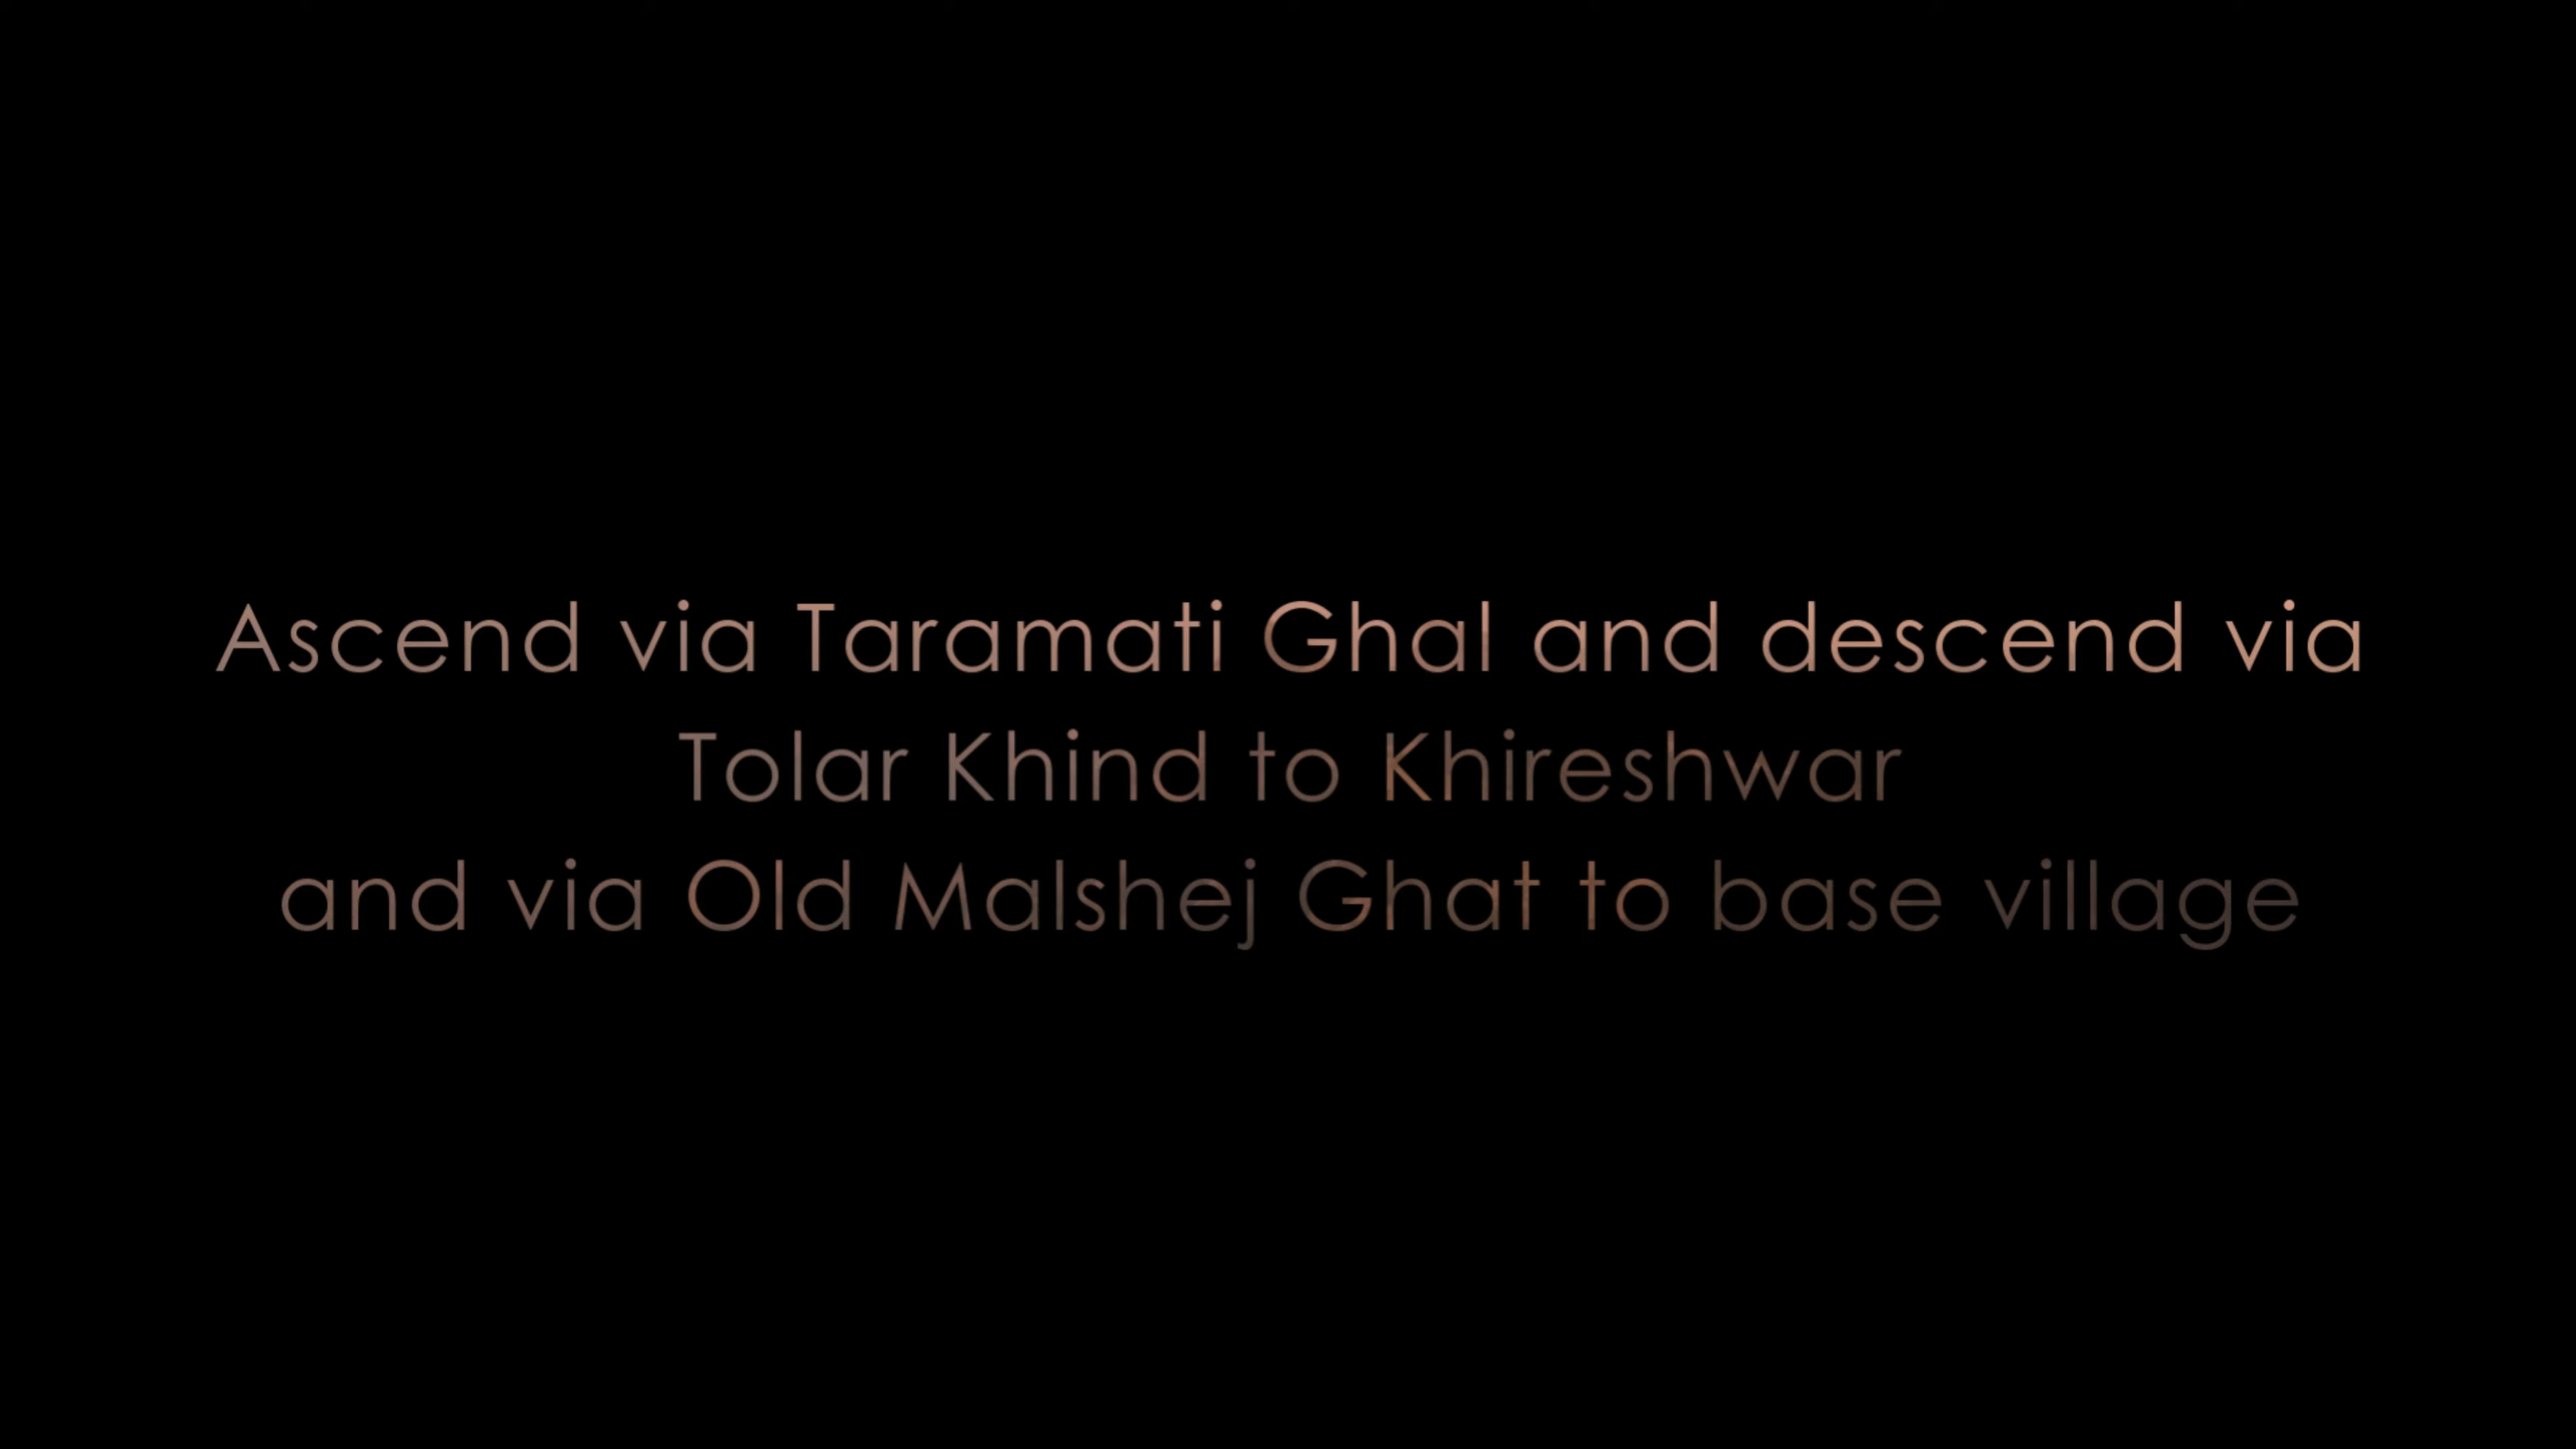 Ascend via Taramati Ghal and descend via
Tolar Khind to Khireshwar
and via Old Malshej Ghat to base village